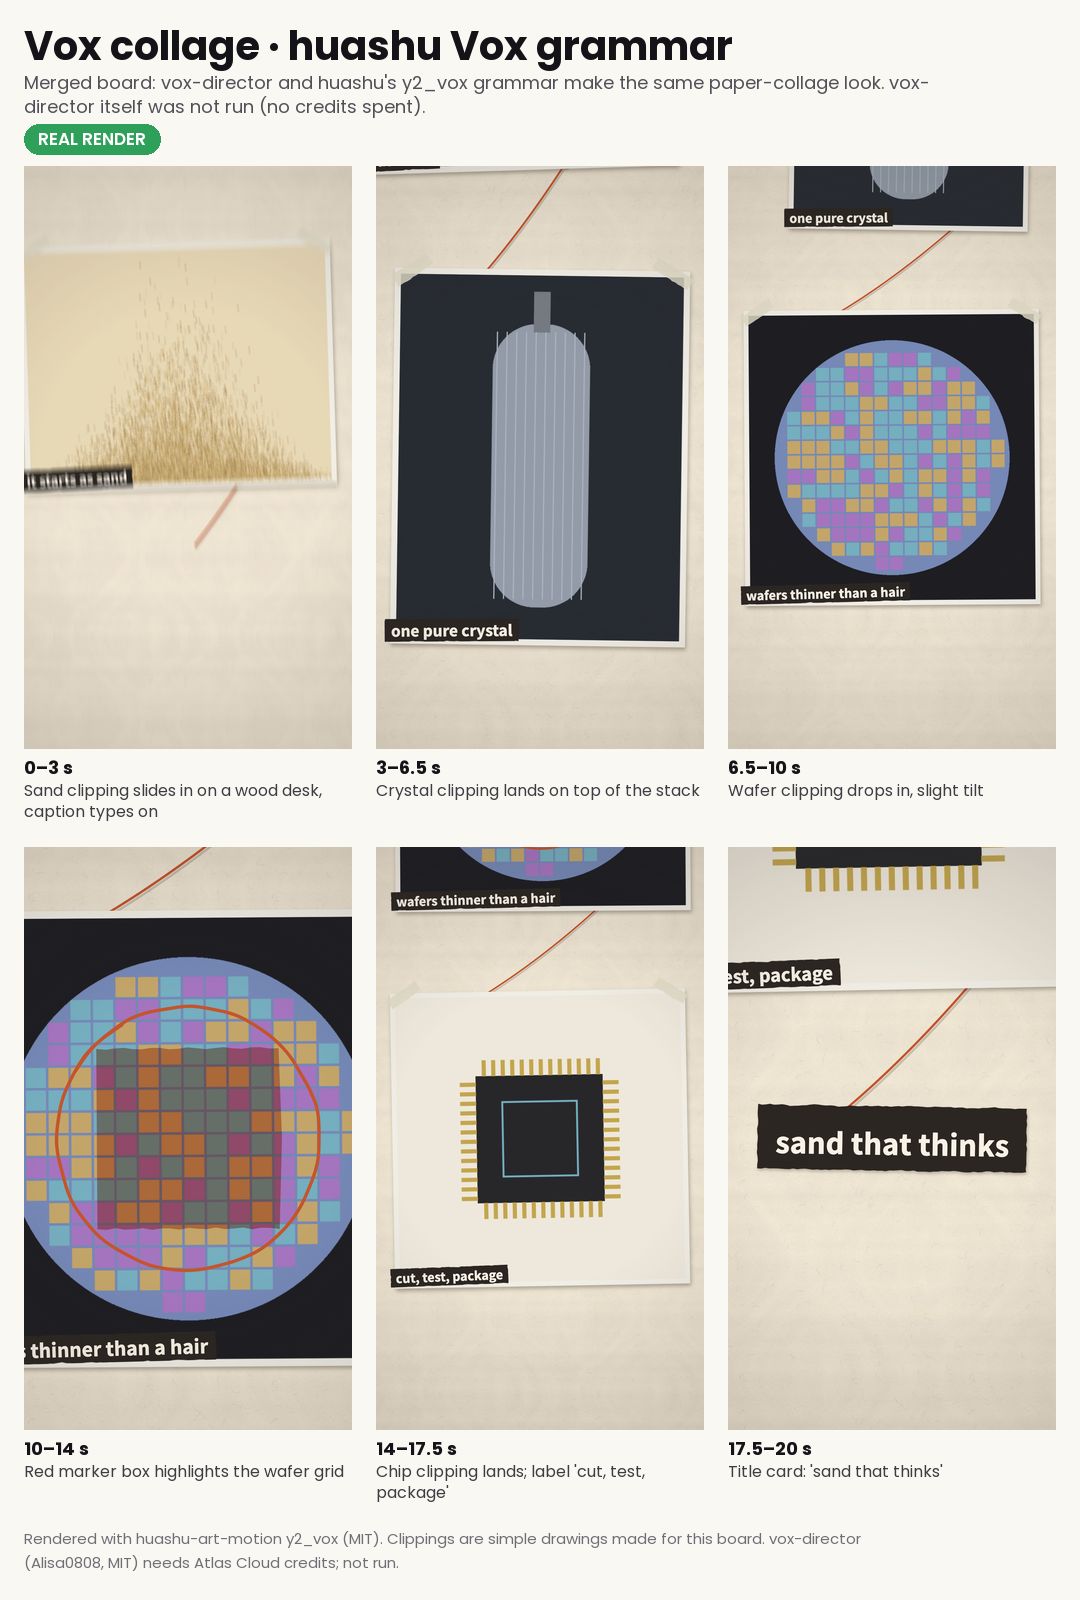 Vox collage · huashu Vox grammar
Merged board: vox-director and huashu's y2_vox grammar make the same paper-collage look. vox-
director itself was not run (no credits spent).
REAL RENDER
it starts as sand
one pure crystal
one pure crystal
wafers thinner than a hair
0–3 s
Sand clipping slides in on a wood desk,
caption types on
3–6.5 s
Crystal clipping lands on top of the stack
6.5–10 s
Wafer clipping drops in, slight tilt
s thinner than a hair
wafers thinner than a hair
cut, test, package
est, package
sand that thinks
10–14 s
Red marker box highlights the wafer grid
14–17.5 s
Chip clipping lands; label 'cut, test,
package'
17.5–20 s
Title card: 'sand that thinks'
Rendered with huashu-art-motion y2_vox (MIT). Clippings are simple drawings made for this board. vox-director
(Alisa0808, MIT) needs Atlas Cloud credits; not run.